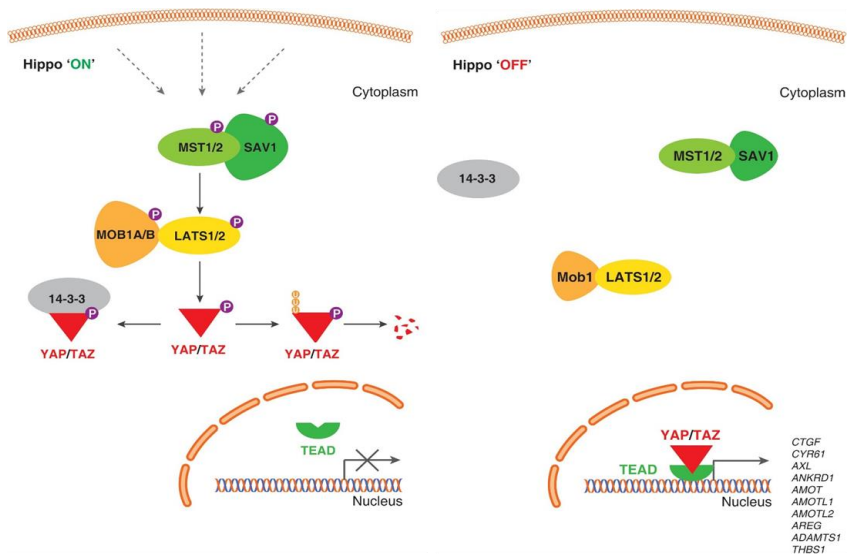 Hippo 'ON'
Cytoplasm
P
P
MST1/2
SAV1
P
P
MOB1A/B
LATS1/2
14-3-3
P
P
U
U
U
P
YAP/TAZ
YAP/TAZ
YAP/TAZ
TEAD
Nucleus
Hippo 'OFF'
Cytoplasm
MST1/2
SAV1
14-3-3
Mob1
LATS1/2
YAP/TAZ
TEAD
Nucleus
CTGF
CYR61
AXL
ANKRD1
AMOT
AMOTL1
AMOTL2
AREG
ADAMTS1
THBS1